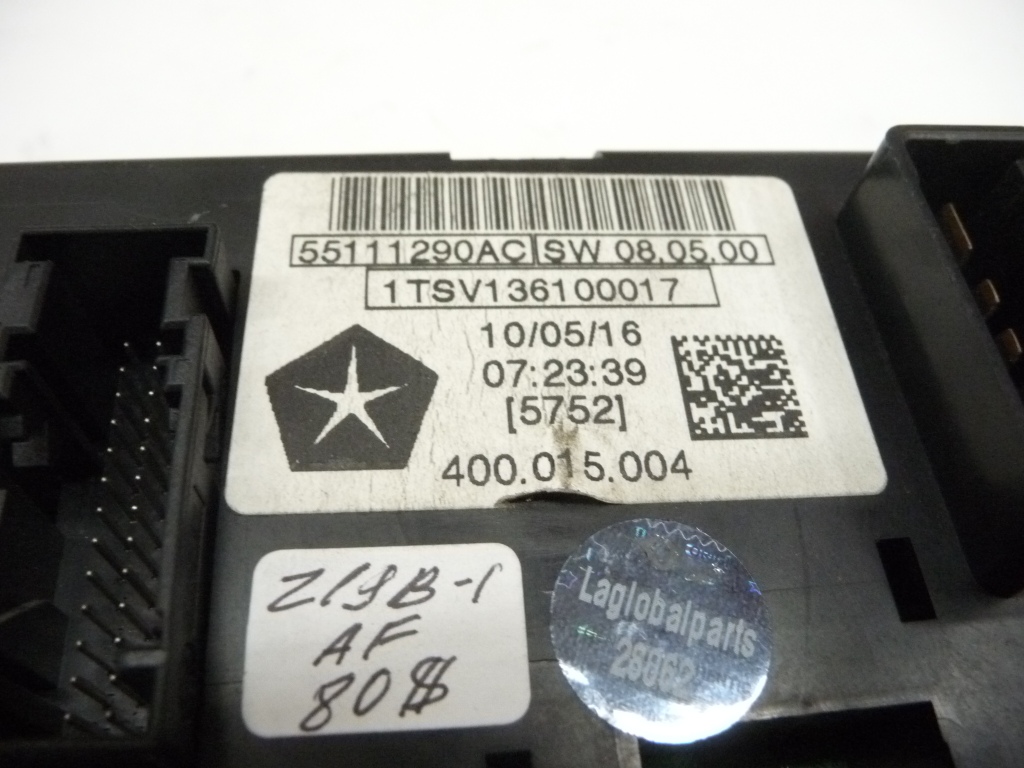 55111290AC SW 08.05.00
1TSV136100017
10/05/16
07:23:39
[5752]
400.015.004
Z19B-1
AF
80$
Laglobalparts
28062